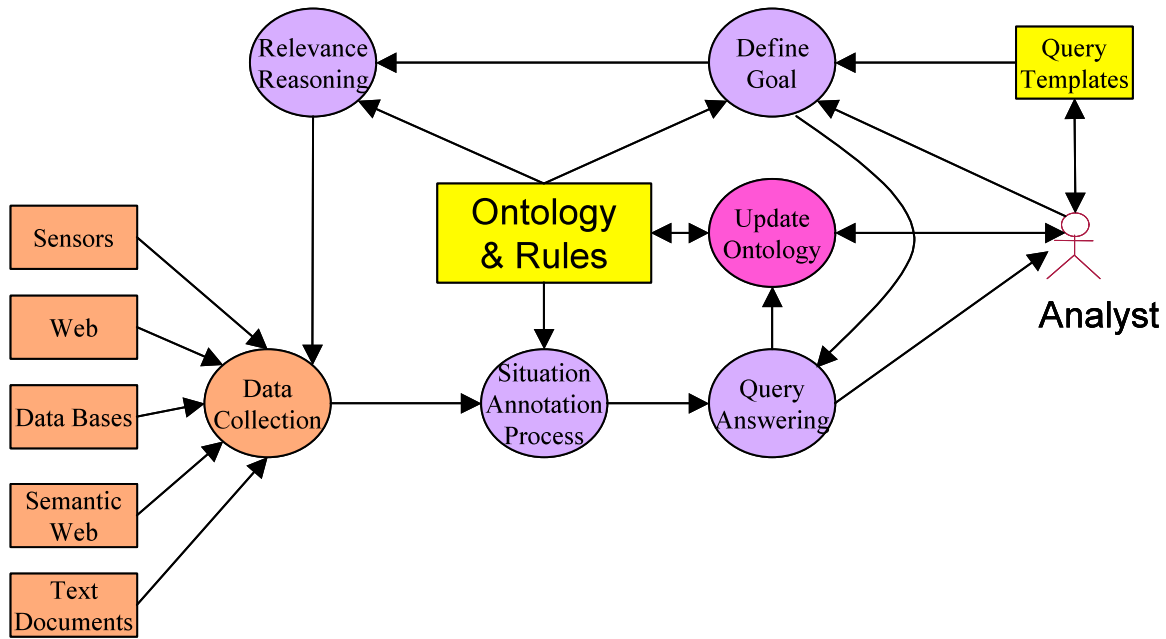 Relevance
Reasoning
Define
Goal
Query
Templates
Ontology
& Rules
Update
Ontology
Analyst
Sensors
Web
Data Bases
Semantic
Web
Text
Documents
Data
Collection
Situation
Annotation
Process
Query
Answering